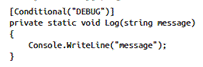 [Conditional("DEBUG")]
private static void Log(string message)
{
    Console.WriteLine("message");
}